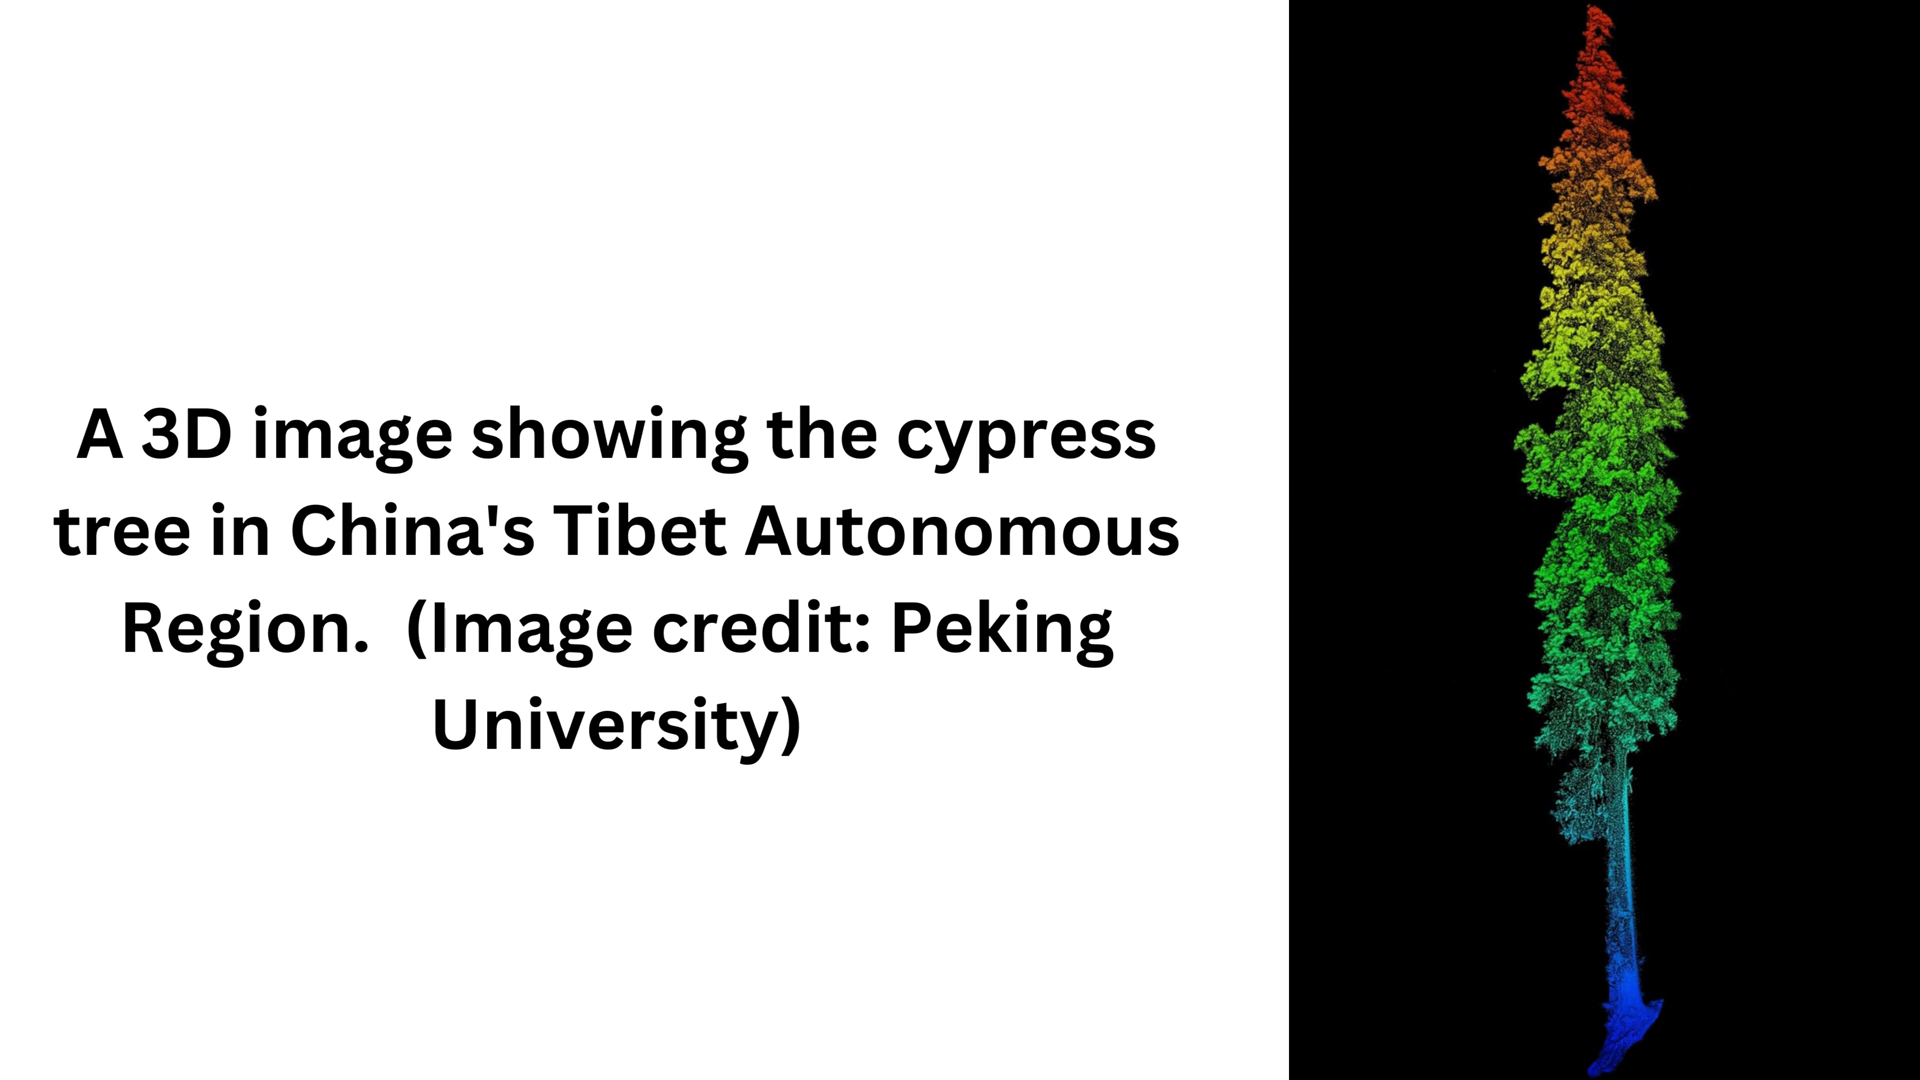 A 3D image showing the cypress
tree in China's Tibet Autonomous
Region.  (Image credit: Peking
University)